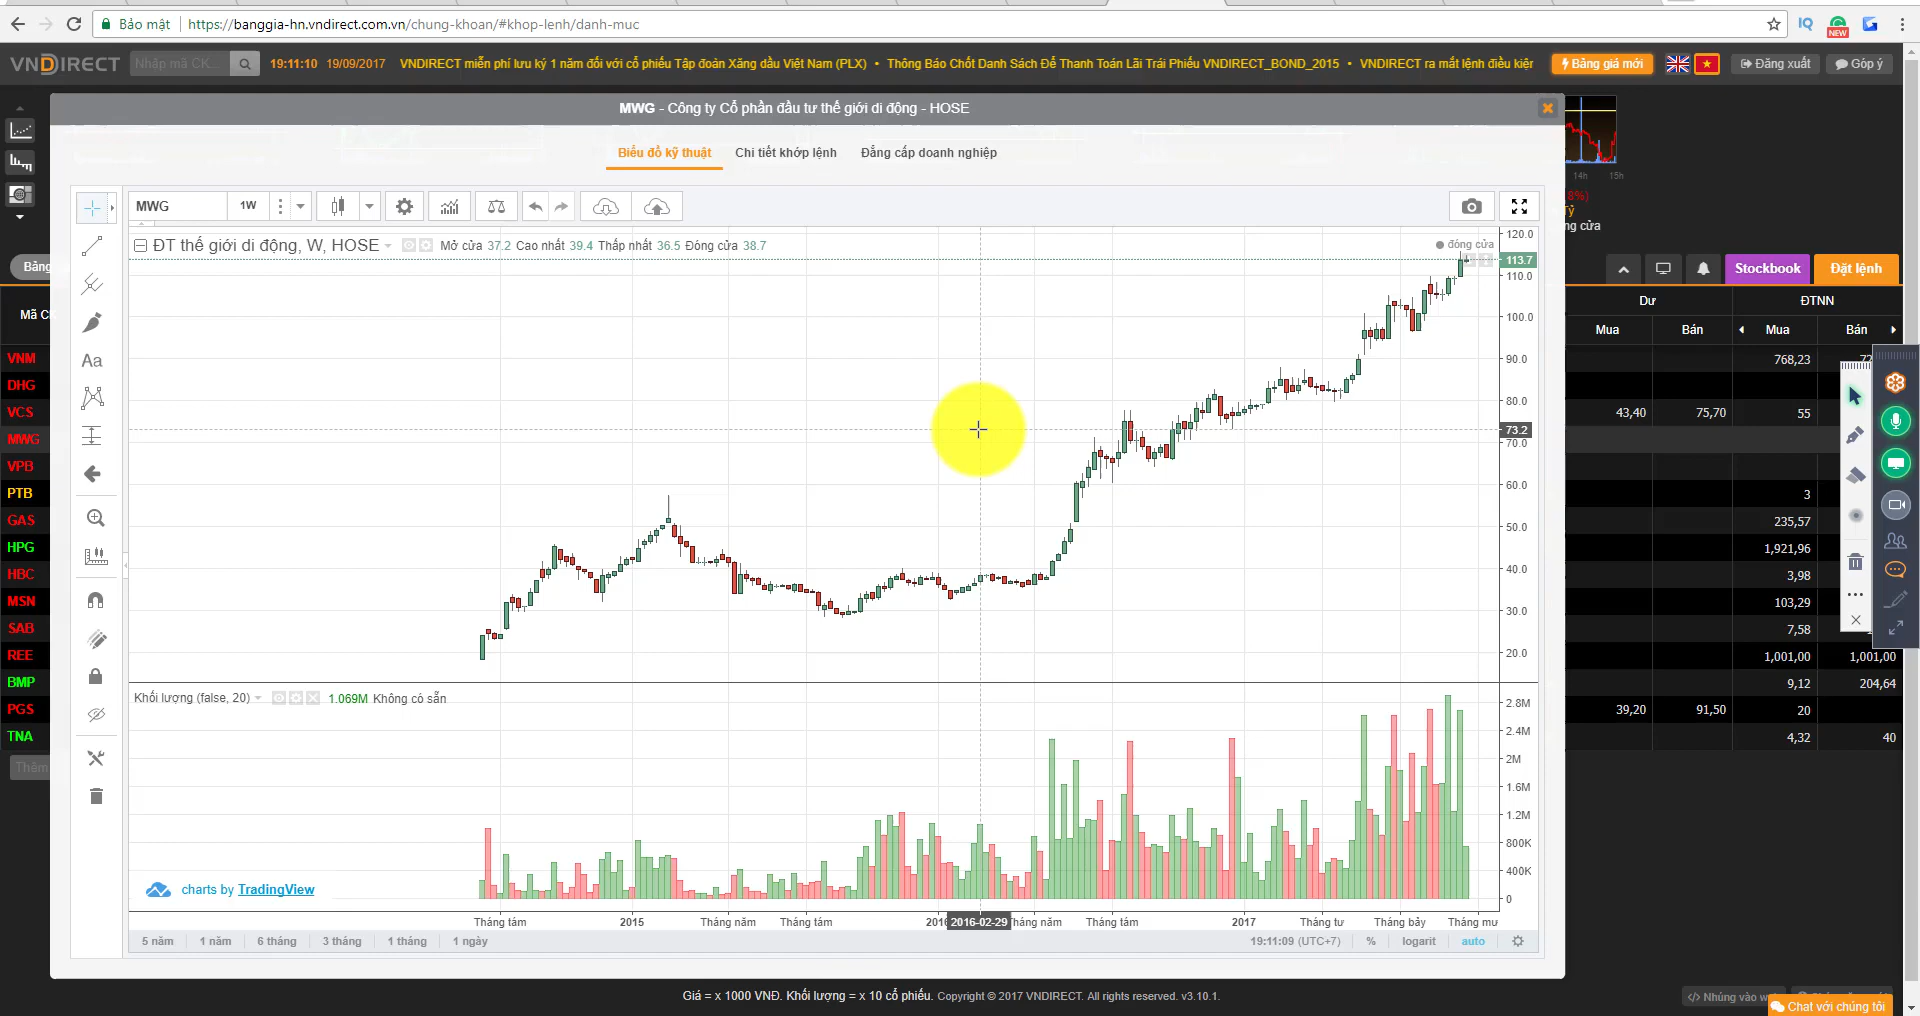 Bảo mật https://banggia-hn.vndirect.com.vn/chung-khoan/#khop-lenh/danh-muc
NEW
VNDIRECT Nhập mã CK... 19:11:10 19/09/2017 VNDIRECT miễn phí lưu ký 1 năm đối với cổ phiếu Tập đoàn Xăng dầu Việt Nam (PLX) • Thông Báo Chốt Danh Sách Để Thanh Toán Lãi Trái Phiếu VNDIRECT_BOND_2015 • VNDIRECT ra mắt lệnh điều kiện Bảng giá mới Đăng xuất Góp ý
MWG - Công ty Cổ phần đầu tư thế giới di động - HOSE
Biểu đồ kỹ thuật Chi tiết khớp lệnh Đẳng cấp doanh nghiệp
14h 15h
MWG 1W
ng cửa
ĐT thế giới di động, W, HOSE Mở cửa 37.2 Cao nhất 39.4 Thấp nhất 36.5 Đóng cửa 38.7
đóng cửa
120.0
113.7
110.0
100.0
90.0
80.0
73.2
70.0
60.0
50.0
40.0
30.0
20.0
Bảng Stockbook Đặt lệnh
Mã C Dư ĐTNN
Mua Bán Mua Bán
VNM 768,23
DHG
VCS 43,40 75,70 55
MWG
VPB
PTB 3
GAS 235,57
HPG 1,921,96
HBC 3,98
MSN 103,29
SAB 7,58
REE 1,001,00 1,001,00
BMP 9,12 204,64
PGS 39,20 91,50 20
TNA 4,32 40
Thêm
Aa
Khối lượng (false, 20) 1.069M Không có sẵn
2.8M
2.4M
2M
1.6M
1.2M
800K
400K
0
charts by TradingView
Tháng tám 2015 Tháng năm Tháng tám 2016 2016-02-29 Tháng năm Tháng tám 2017 Tháng tư Tháng bảy Tháng mư
5 năm 1 năm 6 tháng 3 tháng 1 tháng 1 ngày 19:11:09 (UTC+7) % logarit auto
Giá = x 1000 VNĐ. Khối lượng = x 10 cổ phiếu. Copyright © 2017 VNDIRECT. All rights reserved. v3.10.1.
</> Nhúng vào w
Chat với chúng tôi